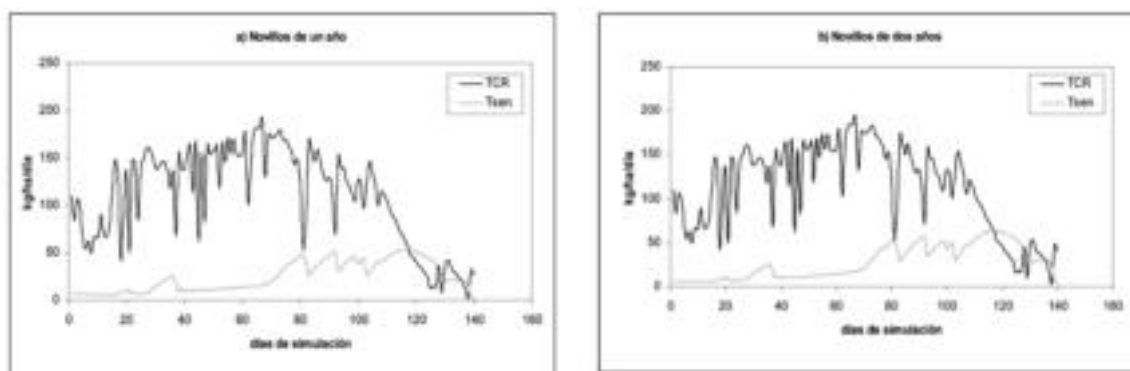 a) Novillos de un año
250
200
150
100
50
0
kg/ha/día
0 20 40 60 80 100 120 140 160
días de simulación
TCR
Tsen
b) Novillos de dos años
250
200
150
100
50
0
kg/ha/día
0 20 40 60 80 100 120 140 160
días de simulación
TCR
Tsen